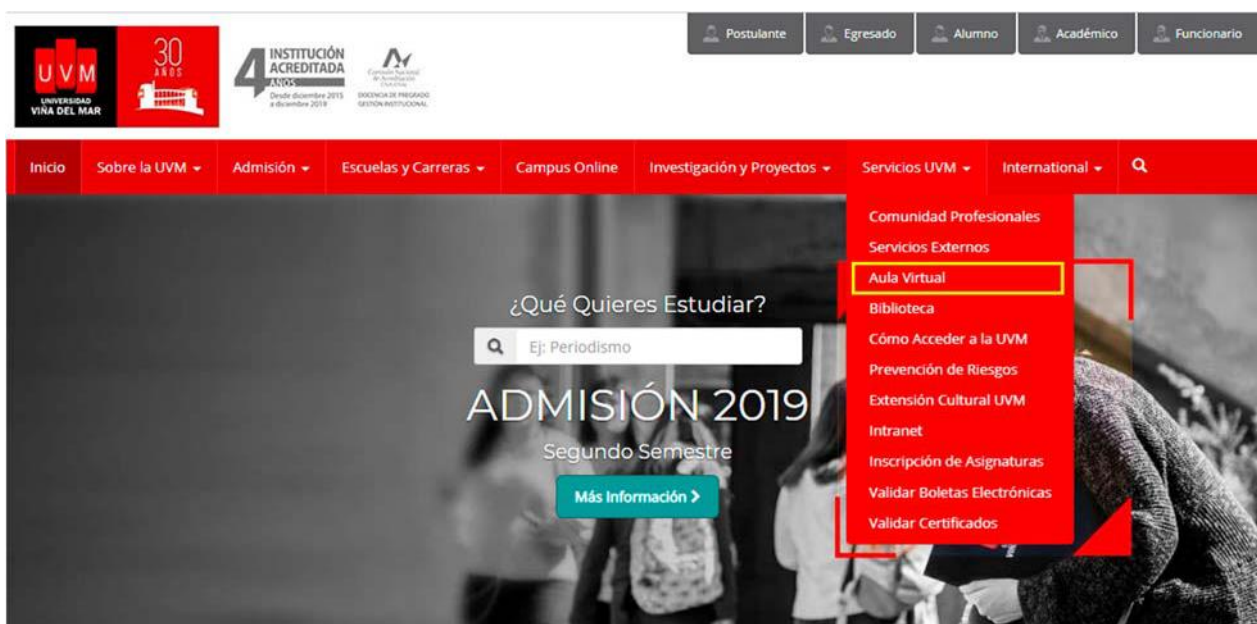 Postulante
Egresado
Alumno
Académico
Funcionario
UVM
UNIVERSIDAD
VIÑA DEL MAR
30
AÑOS
4 INSTITUCIÓN
ACREDITADA
AÑOS
Desde diciembre 2015
a diciembre 2019
Comisión Nacional
de Acreditación
DOCENCIA DE PREGRADO
GESTIÓN INSTITUCIONAL
Inicio
Sobre la UVM
Admisión
Escuelas y Carreras
Campus Online
Investigación y Proyectos
Servicios UVM
International
Comunidad Profesionales
Servicios Externos
Aula Virtual
Biblioteca
Cómo Acceder a la UVM
Prevención de Riesgos
Extensión Cultural UVM
Intranet
Inscripción de Asignaturas
Validar Boletas Electrónicas
Validar Certificados
¿Qué Quieres Estudiar?
Ej: Periodismo
ADMISIÓN 2019
Segundo Semestre
Más Información